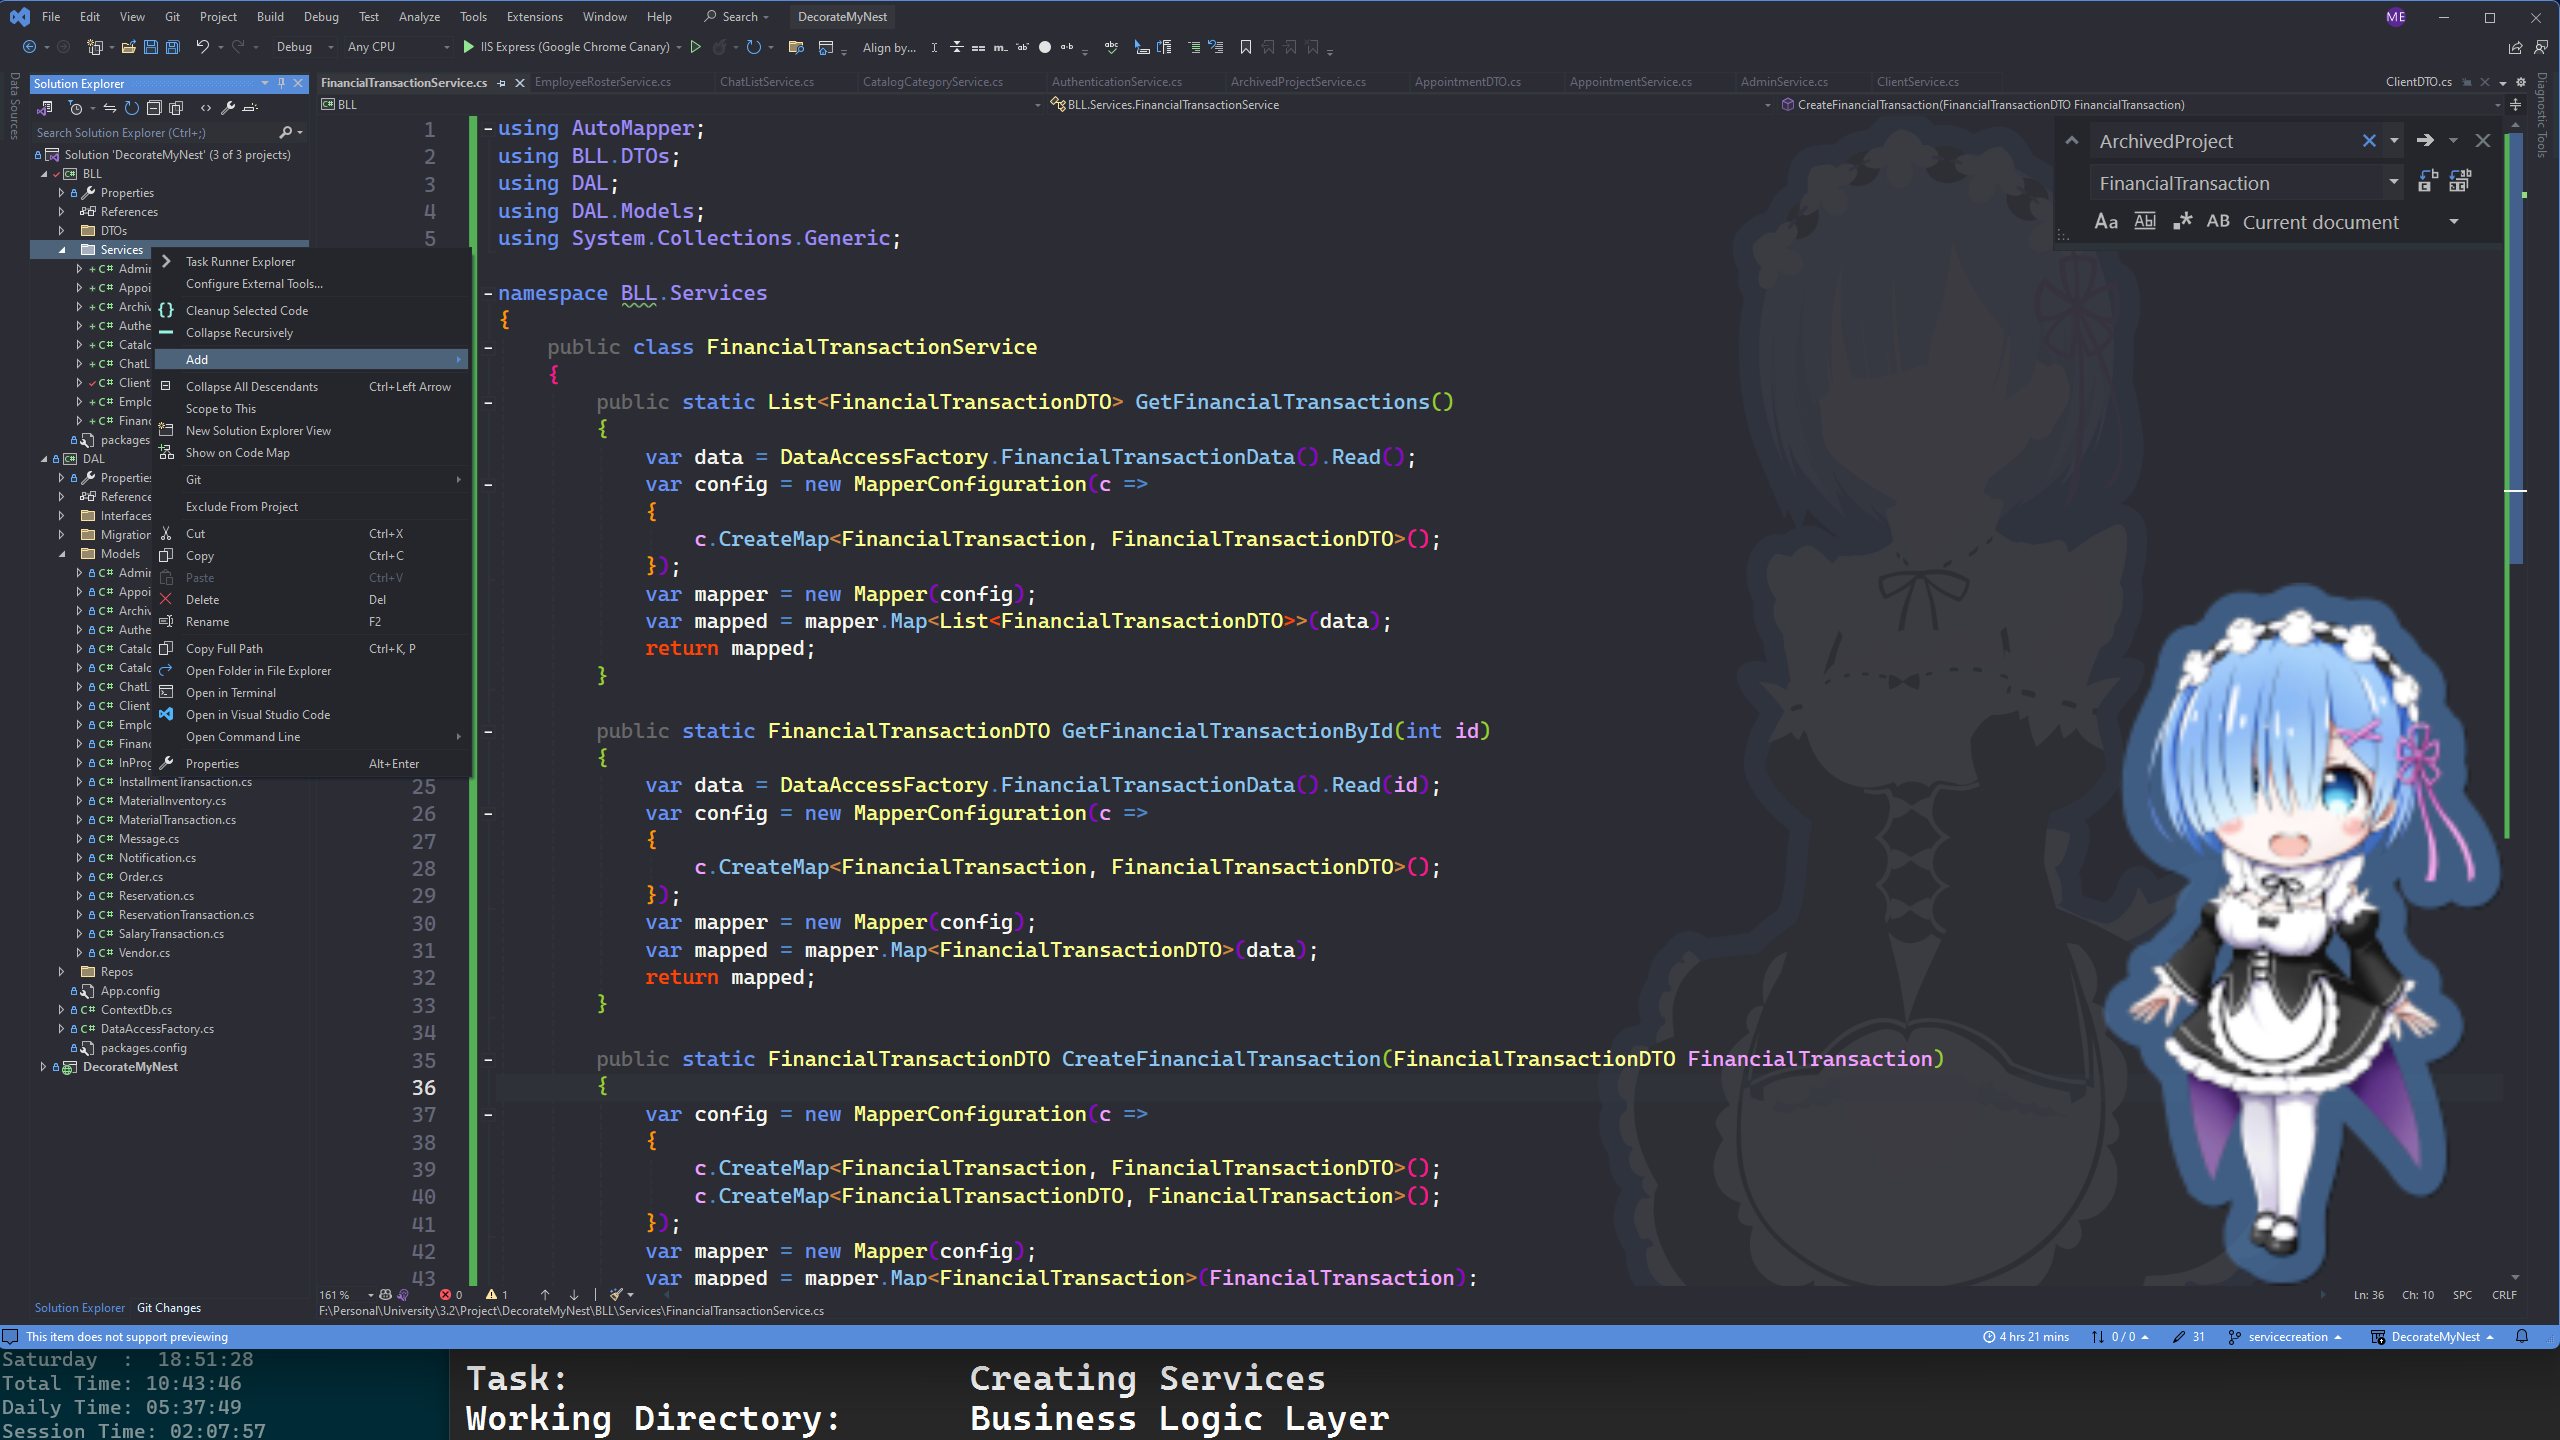 File Edit View Git Project Build Debug Test Analyze Tools Extensions Window Help Search DecorateMyNest ME
Debug Any CPU IIS Express (Google Chrome Canary) Align by...
Solution Explorer
FinancialTransactionService.cs EmployeeRosterService.cs ChatListService.cs CatalogCategoryService.cs AuthenticationService.cs ArchivedProjectService.cs AppointmentDTO.cs AppointmentService.cs AdminService.cs ClientService.cs ClientDTO.cs
BLL BLL.Services.FinancialTransactionService CreateFinancialTransaction(FinancialTransactionDTO FinancialTransaction)
Data Sources
Diagnostic Tools
Search Solution Explorer (Ctrl+;)
Solution 'DecorateMyNest' (3 of 3 projects)
BLL
Properties
References
DTOs
Services
C# Admin
C# Appoi
C# Archiv
C# Authe
C# Catalo
C# ChatL
C# Client
C# Emplo
C# Financ
packages
DAL
Properties
Reference
Interfaces
Migration
Models
C# Admin
C# Appoi
C# Archiv
C# Authe
C# Catalo
C# Catalo
C# ChatL
C# Client
C# Emplo
C# Financ
C# InProg
C# InstallmentTransaction.cs
C# MaterialInventory.cs
C# MaterialTransaction.cs
C# Message.cs
C# Notification.cs
C# Order.cs
C# Reservation.cs
C# ReservationTransaction.cs
C# SalaryTransaction.cs
C# Vendor.cs
Repos
App.config
C# ContextDb.cs
C# DataAccessFactory.cs
packages.config
DecorateMyNest
Solution Explorer Git Changes
Task Runner Explorer
Configure External Tools...
Cleanup Selected Code
Collapse Recursively
Add
Collapse All Descendants Ctrl+Left Arrow
Scope to This
New Solution Explorer View
Show on Code Map
Git
Exclude From Project
Cut Ctrl+X
Copy Ctrl+C
Paste Ctrl+V
Delete Del
Rename F2
Copy Full Path Ctrl+K, P
Open Folder in File Explorer
Open in Terminal
Open in Visual Studio Code
Open Command Line
Properties Alt+Enter
ArchivedProject
FinancialTransaction
Aa Abl .* AB Current document
1 using AutoMapper;
2 using BLL.DTOs;
3 using DAL;
4 using DAL.Models;
5 using System.Collections.Generic;
namespace BLL.Services
{
public class FinancialTransactionService
{
public static List<FinancialTransactionDTO> GetFinancialTransactions()
{
var data = DataAccessFactory.FinancialTransactionData().Read();
var config = new MapperConfiguration(c =>
{
c.CreateMap<FinancialTransaction, FinancialTransactionDTO>();
});
var mapper = new Mapper(config);
var mapped = mapper.Map<List<FinancialTransactionDTO>>(data);
return mapped;
}
public static FinancialTransactionDTO GetFinancialTransactionById(int id)
{
25 var data = DataAccessFactory.FinancialTransactionData().Read(id);
26 var config = new MapperConfiguration(c =>
27 {
28 c.CreateMap<FinancialTransaction, FinancialTransactionDTO>();
29 });
30 var mapper = new Mapper(config);
31 var mapped = mapper.Map<FinancialTransactionDTO>(data);
32 return mapped;
33 }
34
35 public static FinancialTransactionDTO CreateFinancialTransaction(FinancialTransactionDTO FinancialTransaction)
36 {
37 var config = new MapperConfiguration(c =>
38 {
39 c.CreateMap<FinancialTransaction, FinancialTransactionDTO>();
40 c.CreateMap<FinancialTransactionDTO, FinancialTransaction>();
41 });
42 var mapper = new Mapper(config);
43 var mapped = mapper.Map<FinancialTransaction>(FinancialTransaction);
161 % 0 1 Ln: 36 Ch: 10 SPC CRLF
F:\Personal\University\3.2\Project\DecorateMyNest\BLL\Services\FinancialTransactionService.cs
This item does not support previewing 4 hrs 21 mins 0 / 0 31 servicecreation DecorateMyNest
Saturday : 18:51:28
Total Time: 10:43:46
Daily Time: 05:37:49
Session Time: 02:07:57
Task: Creating Services
Working Directory: Business Logic Layer